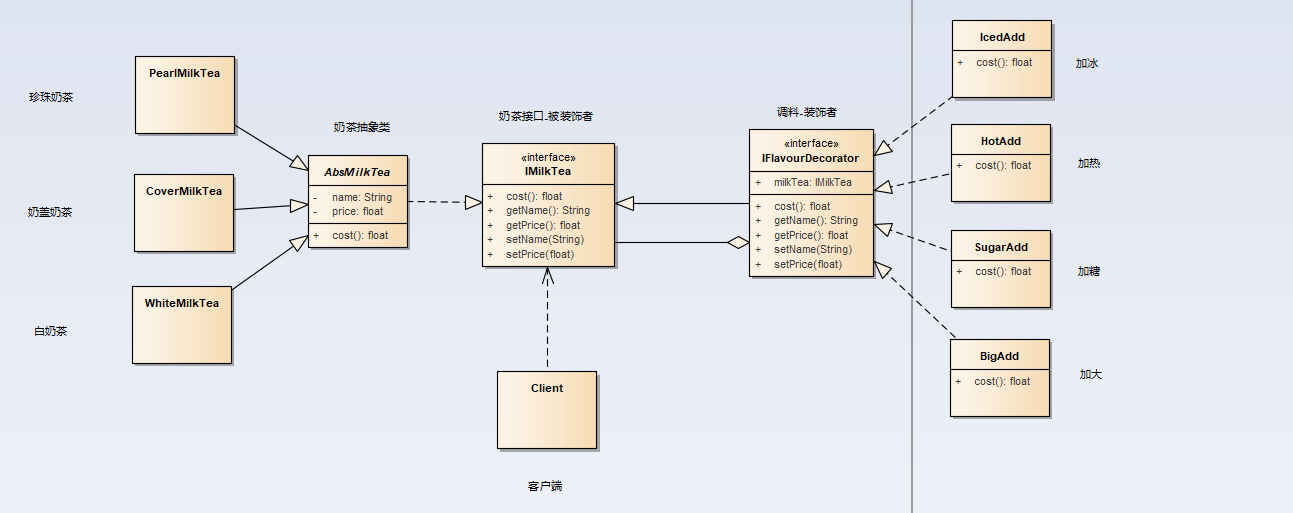 珍珠奶茶
PearlMilkTea
奶盖奶茶
CoverMilkTea
白奶茶
WhiteMilkTea
奶茶抽象类
AbsMilkTea
- name: String
- price: float
+ cost(): float
奶茶接口-被装饰者
«interface»
IMilkTea
+ cost(): float
+ getName(): String
+ getPrice(): float
+ setName(String)
+ setPrice(float)
Client
客户端
调料-装饰者
«interface»
IFlavourDecorator
+ milkTea: IMilkTea
+ cost(): float
+ getName(): String
+ getPrice(): float
+ setName(String)
+ setPrice(float)
IcedAdd
+ cost(): float
加冰
HotAdd
+ cost(): float
加热
SugarAdd
+ cost(): float
加糖
BigAdd
+ cost(): float
加大